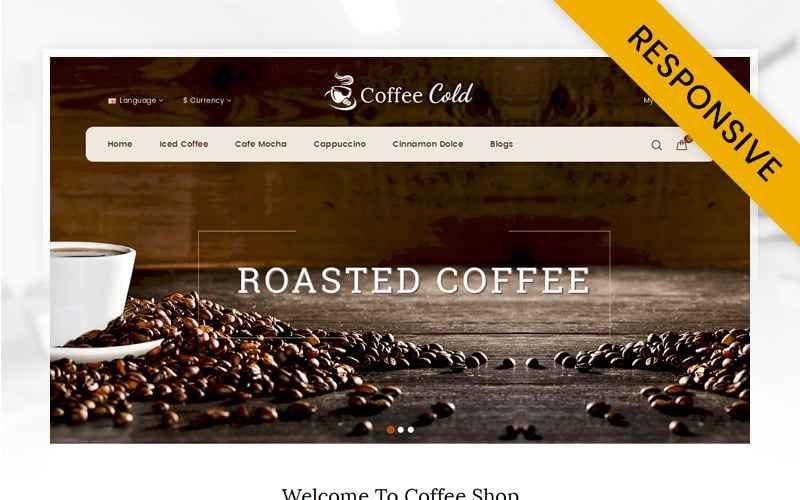 RESPONSIVE
Language
$ Currency
Coffee Cold
My
Home
Iced Coffee
Cafe Mocha
Cappuccino
Cinnamon Dolce
Blogs
ROASTED COFFEE
Welcome To Coffee Shop